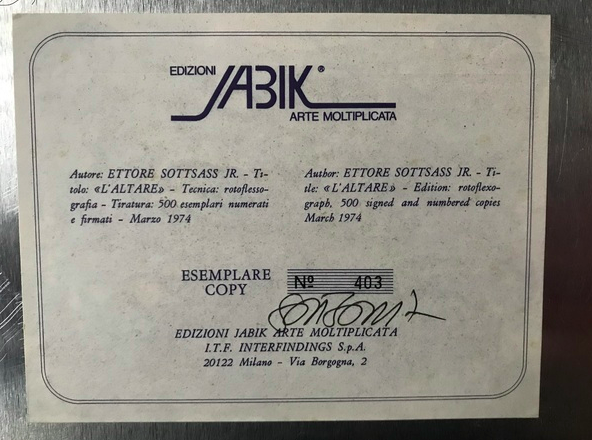 EDIZIONI
JABIK®
ARTE MOLTIPLICATA
Autore: ETTORE SOTTSASS JR. - Ti-
tolo: «L'ALTARE» - Tecnica: rotoflesso-
grafia - Tiratura: 500 esemplari numerati
e firmati - Marzo 1974
Author: ETTORE SOTTSASS JR. - Ti-
tle: «L'ALTARE» - Edition: rotoflexo-
graph, 500 signed and numbered copies
March 1974
ESEMPLARE
COPY
Nº 403
EDIZIONI JABIK ARTE MOLTIPLICATA
I.T.F. INTERFINDINGS S.p.A.
20122 Milano - Via Borgogna, 2